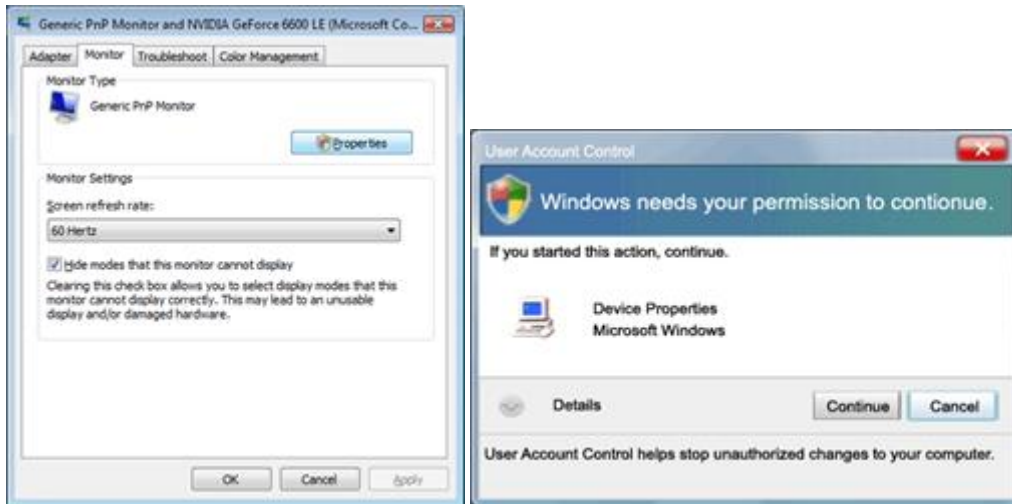 Generic PnP Monitor and NVIDIA GeForce 6600 LE (Microsoft Co...
Adapter Monitor Troubleshoot Color Management
Monitor Type
Generic PnP Monitor
Properties
Monitor Settings
Screen refresh rate:
60 Hertz
Hide modes that this monitor cannot display
Clearing this check box allows you to select display modes that this
monitor cannot display correctly. This may lead to an unusable
display and/or damaged hardware.
OK Cancel Apply
User Account Control
Windows needs your permission to contionue.
If you started this action, continue.
Device Properties
Microsoft Windows
Details Continue Cancel
User Account Control helps stop unauthorized changes to your computer.